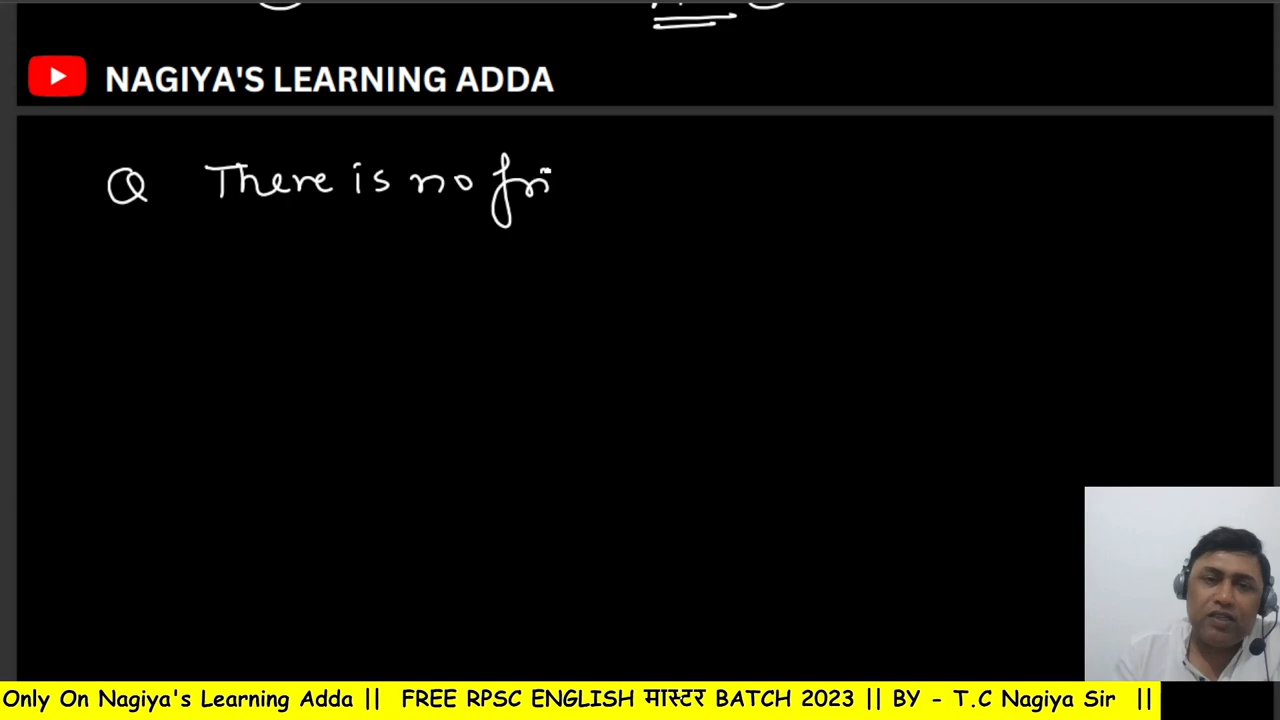 NAGIYA'S LEARNING ADDA
Q There is no fri
Only On Nagiya's Learning Adda || FREE RPSC ENGLISH मास्टर BATCH 2023 || BY - T.C Nagiya Sir ||